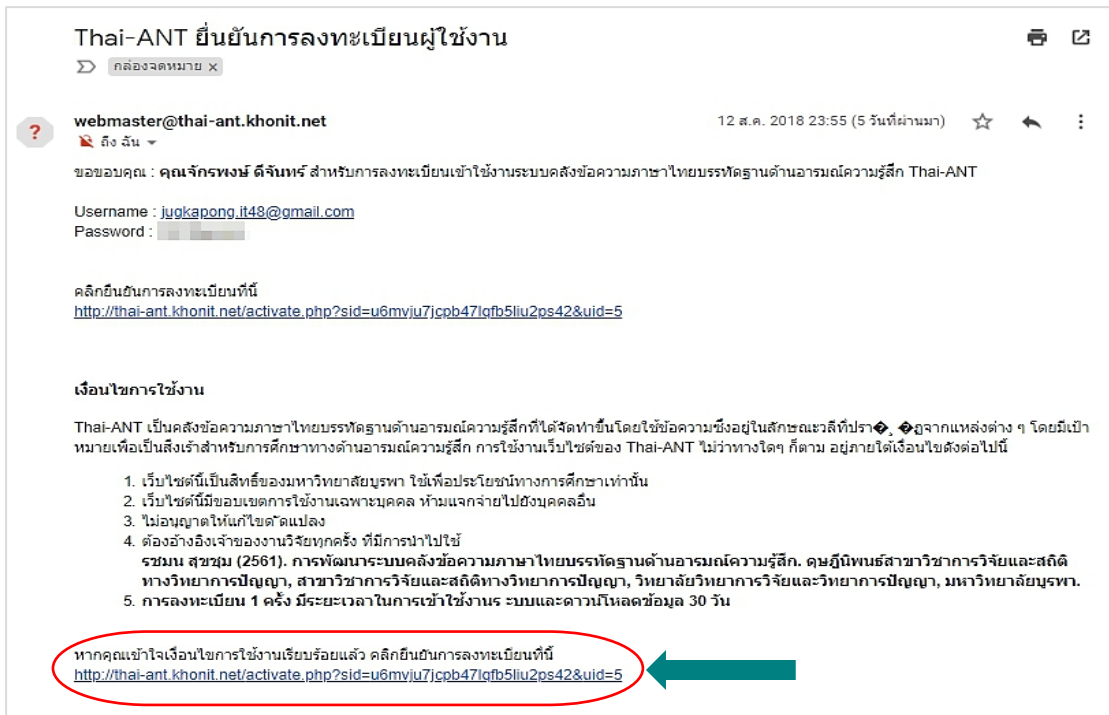 Thai-ANT ยืนยันการลงทะเบียนผู้ใช้งาน
กล่องจดหมาย x
webmaster@thai-ant.khonit.net
12 ส.ค. 2018 23:55 (5 วันที่ผ่านมา)
ถึง ฉัน
ขอขอบคุณ : คุณจักรพงษ์ ดีจันทร์ สำหรับการลงทะเบียนเข้าใช้งานระบบคลังข้อความภาษาไทยบรรทัดฐานด้านอารมณ์ความรู้สึก Thai-ANT
Username : jugkapong.it48@gmail.com
Password :
คลิกยืนยันการลงทะเบียนที่นี้
http://thai-ant.khonit.net/activate.php?sid=u6mvju7jcpb47lqfb5liu2ps42&uid=5
เงื่อนไขการใช้งาน
Thai-ANT เป็นคลังข้อความภาษาไทยบรรทัดฐานด้านอารมณ์ความรู้สึกที่ได้จัดทำขึ้นโดยใช้ข้อความซึ่งอยู่ในลักษณะวลีที่ปรา�¸ �ฏจากแหล่งต่าง ๆ โดยมีเป้า
หมายเพื่อเป็นสิ่งเร้าสำหรับการศึกษาทางด้านอารมณ์ความรู้สึก การใช้งานเว็บไซต์ของ Thai-ANT ไม่ว่าทางใดๆ ก็ตาม อยู่ภายใต้เงื่อนไขดังต่อไปนี้
1. เว็บไซต์นี้เป็นสิทธิ์ของมหาวิทยาลัยบูรพา ใช้เพื่อประโยชน์ทางการศึกษาเท่านั้น
2. เว็บไซต์นี้มีขอบเขตการใช้งานเฉพาะบุคคล ห้ามแจกจ่ายไปยังบุคคลอื่น
3. ไม่อนุญาตให้แก้ไขดัดแปลง
4. ต้องอ้างอิงเจ้าของงานวิจัยทุกครั้ง ที่มีการนำไปใช้
รชมน สุขชุม (2561). การพัฒนาระบบคลังข้อความภาษาไทยบรรทัดฐานด้านอารมณ์ความรู้สึก. ดุษฎีนิพนธ์สาขาวิชาการวิจัยและสถิติ
ทางวิทยาการปัญญา, สาขาวิชาการวิจัยและสถิติทางวิทยาการปัญญา, วิทยาลัยวิทยาการวิจัยและวิทยาการปัญญา, มหาวิทยาลัยบูรพา.
5. การลงทะเบียน 1 ครั้ง มีระยะเวลาในการเข้าใช้งานร ะบบและดาวน์โหลดข้อมูล 30 วัน
หากคุณเข้าใจเงื่อนไขการใช้งานเรียบร้อยแล้ว คลิกยืนยันการลงทะเบียนที่นี้
http://thai-ant.khonit.net/activate.php?sid=u6mvju7jcpb47lqfb5liu2ps42&uid=5